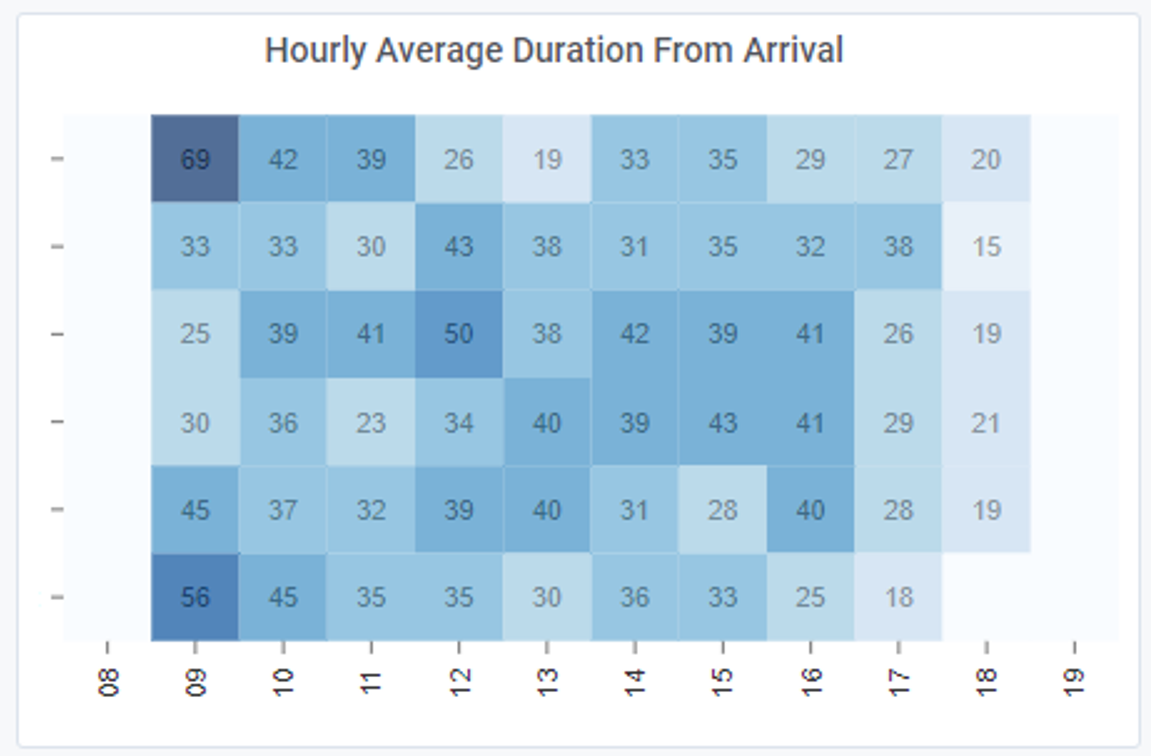 Hourly Average Duration From Arrival
69 42 39 26 19 33 35 29 27 20
33 33 30 43 38 31 35 32 38 15
25 39 41 50 38 42 39 41 26 19
30 36 23 34 40 39 43 41 29 21
45 37 32 39 40 31 28 40 28 19
56 45 35 35 30 36 33 25 18
08 09 10 11 12 13 14 15 16 17 18 19